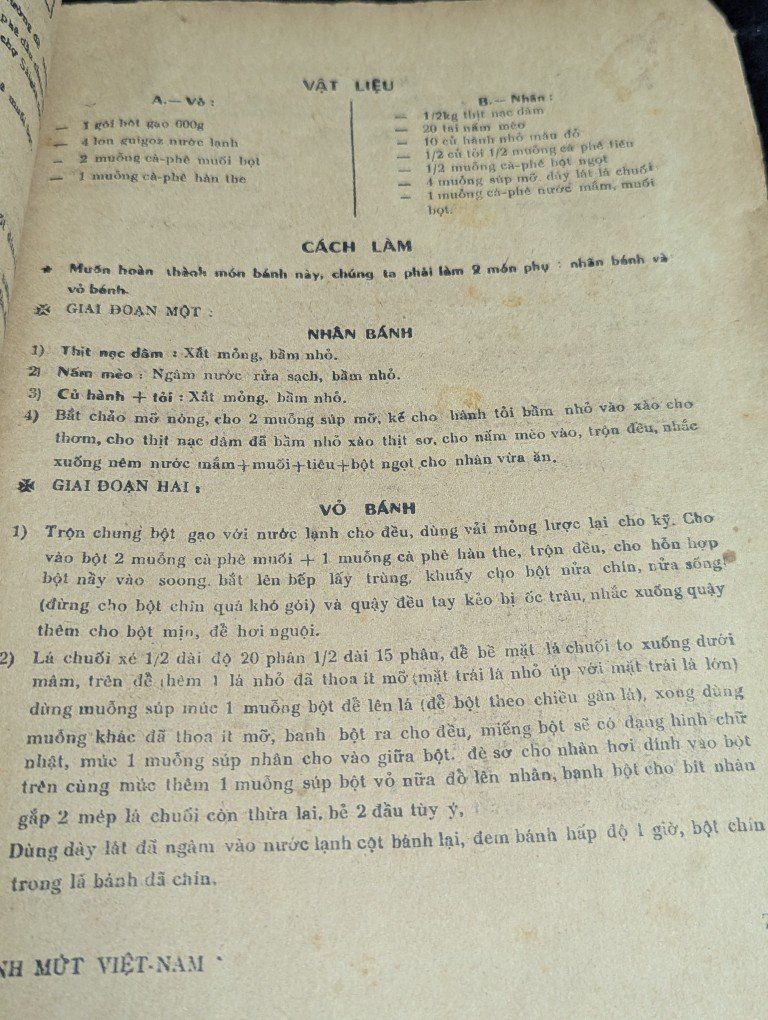 VẬT LIỆU
A.— Vỏ :
— 1 gói bột gạo 600g
— 4 lon guigoz nước lạnh
— 2 muỗng cà-phê muối bọt
— 1 muỗng cà-phê hàn the
B.— Nhân :
— 1/2kg thịt nạc dâm
— 20 tai nấm mèo
— 10 củ hành nhỏ màu đỏ
— 1/2 củ tỏi 1/2 muỗng cà phê tiêu
— 1/2 muỗng cà-phê bột ngọt
— 4 muỗng súp mỡ, dây lát lá chuối
— 1 muỗng cà-phê nước mắm, muối
bọt.
CÁCH LÀM
★ Muốn hoàn thành món bánh này, chúng ta phải làm 2 món phụ : nhân bánh và
vỏ bánh.
✠ GIAI ĐOẠN MỘT :
NHÂN BÁNH
1) Thịt nạc dâm : Xắt mỏng, bằm nhỏ.
2) Nấm mèo : Ngâm nước rửa sạch, bằm nhỏ.
3) Củ hành + tỏi : Xắt mỏng, bằm nhỏ.
4) Bắt chảo mỡ nóng, cho 2 muỗng súp mỡ, kế cho hành tỏi bằm nhỏ vào xào cho
thơm, cho thịt nạc dâm đã bằm nhỏ xào thịt sơ, cho nấm mèo vào, trộn đều, nhắc
xuống nêm nước mắm+muối+tiêu+bột ngọt cho nhân vừa ăn.
✠ GIAI ĐOẠN HAI :
VỎ BÁNH
1) Trộn chung bột gạo với nước lạnh cho đều, dùng vải mỏng lược lại cho kỹ. Cho
vào bột 2 muỗng cà phê muối + 1 muỗng cà phê hàn the, trộn đều, cho hỗn hợp
bột nầy vào soong, bắt lên bếp lấy trùng, khuấy cho bột nửa chín, nửa sống!
(đừng cho bột chín quá khó gói) và quậy đều tay kẻo bị ốc trâu, nhắc xuống quậy
thêm cho bột mịn, để hơi nguội.
2) Lá chuối xé 1/2 dài độ 20 phân 1/2 dài 15 phân, để bề mặt lá chuối to xuống dưới
mâm, trên để thêm 1 lá nhỏ đã thoa ít mỡ (mặt trái lá nhỏ úp với mặt trái lá lớn)
dùng muỗng súp múc 1 muỗng bột để lên lá (để bột theo chiều gân lá), xong dùng
muỗng khác đã thoa ít mỡ, banh bột ra cho đều, miếng bột sẽ có dạng hình chữ
nhật, múc 1 muỗng súp nhân cho vào giữa bột. đè sơ cho nhân hơi dính vào bột
trên cùng múc thêm 1 muỗng súp bột vỏ nữa đổ lên nhân, banh bột cho bít nhân
gắp 2 mép lá chuối còn thừa lại, bẻ 2 đầu tùy ý,
Dùng dây lát đã ngâm vào nước lạnh cột bánh lại, đem bánh hấp độ 1 giờ, bột chín
trong lá bánh đã chín.
NH MỨT VIỆT-NAM